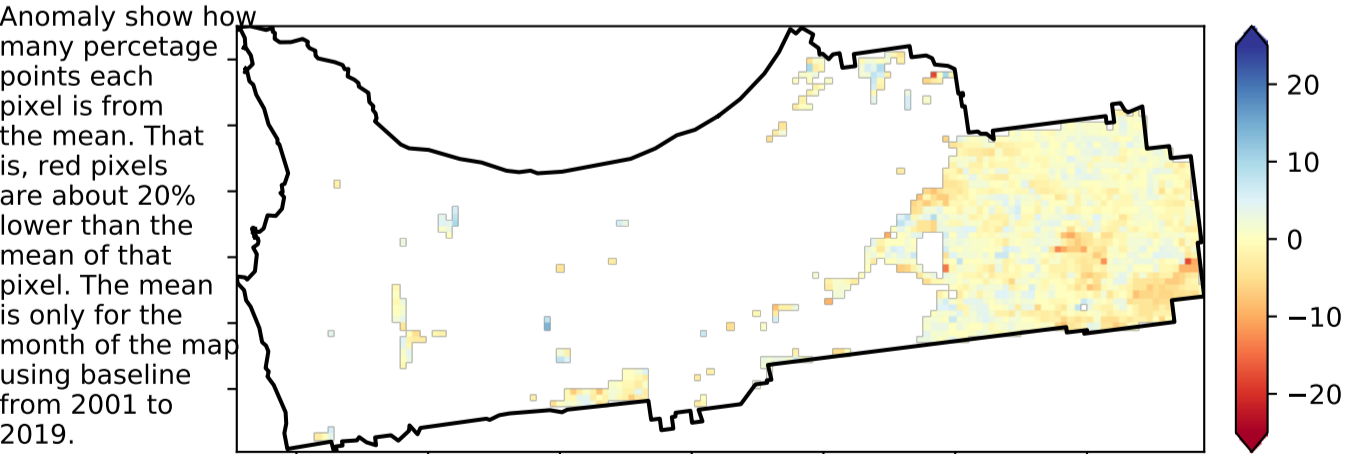 Anomaly show how
many percetage
points each
pixel is from
the mean. That
is, red pixels
are about 20%
lower than the
mean of that
pixel. The mean
is only for the
month of the map
using baseline
from 2001 to
2019.
20
10
0
−10
−20